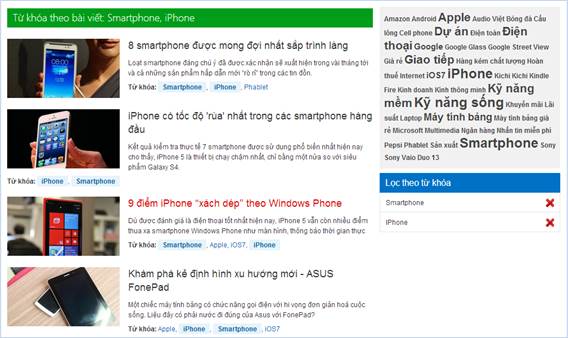 Từ khóa theo bài viết: Smartphone, iPhone
8 smartphone được mong đợi nhất sắp trình làng
Loạt smartphone đáng chú ý đã được xác nhận sẽ xuất hiện trong vài tháng tới
và cả những sản phẩm hấp dẫn mới 'rò rỉ' trong các tin đồn.
Từ khóa: Smartphone, iPhone, Phablet
iPhone có tốc độ 'rùa' nhất trong các smartphone hàng
đầu
Kết quả kiểm tra thực tế 7 smartphone được sử dụng phổ biến nhất hiện nay
cho thấy, iPhone 5 là thiết bị chạy chậm nhất, chỉ bằng một nửa so với siêu
phẩm Galaxy S4.
Từ khóa: iPhone, Smartphone
9 điểm iPhone "xách dép" theo Windows Phone
Dù được đánh giá là điện thoại tốt nhất hiện nay, iPhone 5 vẫn còn nhiều điểm
thua xa smartphone Windows Phone như màn hình, thông báo thời gian thực
Từ khóa: Smartphone, Apple, iOS7, iPhone
Khám phá kẻ định hình xu hướng mới - ASUS
FonePad
Một chiếc máy tính bảng có chức năng gọi điện với hi vọng đơn giản hoá cuộc
sống. Liệu đây có phải nước đi đúng của Asus với FonePad?
Từ khóa: Apple, iPhone, Smartphone, iOS7
Amazon Android Apple Audio Việt Bóng đá Cầu
lông Cell phone Dự án Điện toán Điện
thoại Google Google Glass Google Street View
Giá rẻ Giao tiếp Hàng kém chất lượng Hoàn
thuế Internet iOS7 iPhone Kichi Kichi Kindle
Fire Kinh doanh Kinh thông minh Kỹ năng
mềm Kỹ năng sống Khuyến mãi Lãi
suất Laptop Máy tính bảng Máy tính bảng giá
rẻ Microsoft Multimedia Ngân hàng Nhắn tin miễn phí
Pepsi Phablet Sản xuất Smartphone Sony
Sony Vaio Duo 13
Lọc theo từ khóa
Smartphone
iPhone